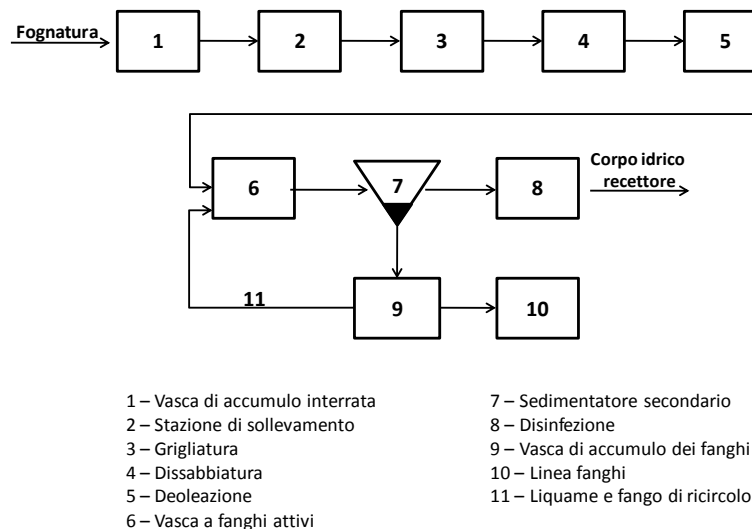 Fognatura
1
2
3
4
5
6
7
8
Corpo idrico
recettore
11
9
10
1 – Vasca di accumulo interrata
2 – Stazione di sollevamento
3 – Grigliatura
4 – Dissabbiatura
5 – Deoleazione
6 – Vasca a fanghi attivi
7 – Sedimentatore secondario
8 – Disinfezione
9 – Vasca di accumulo dei fanghi
10 – Linea fanghi
11 – Liquame e fango di ricircolo